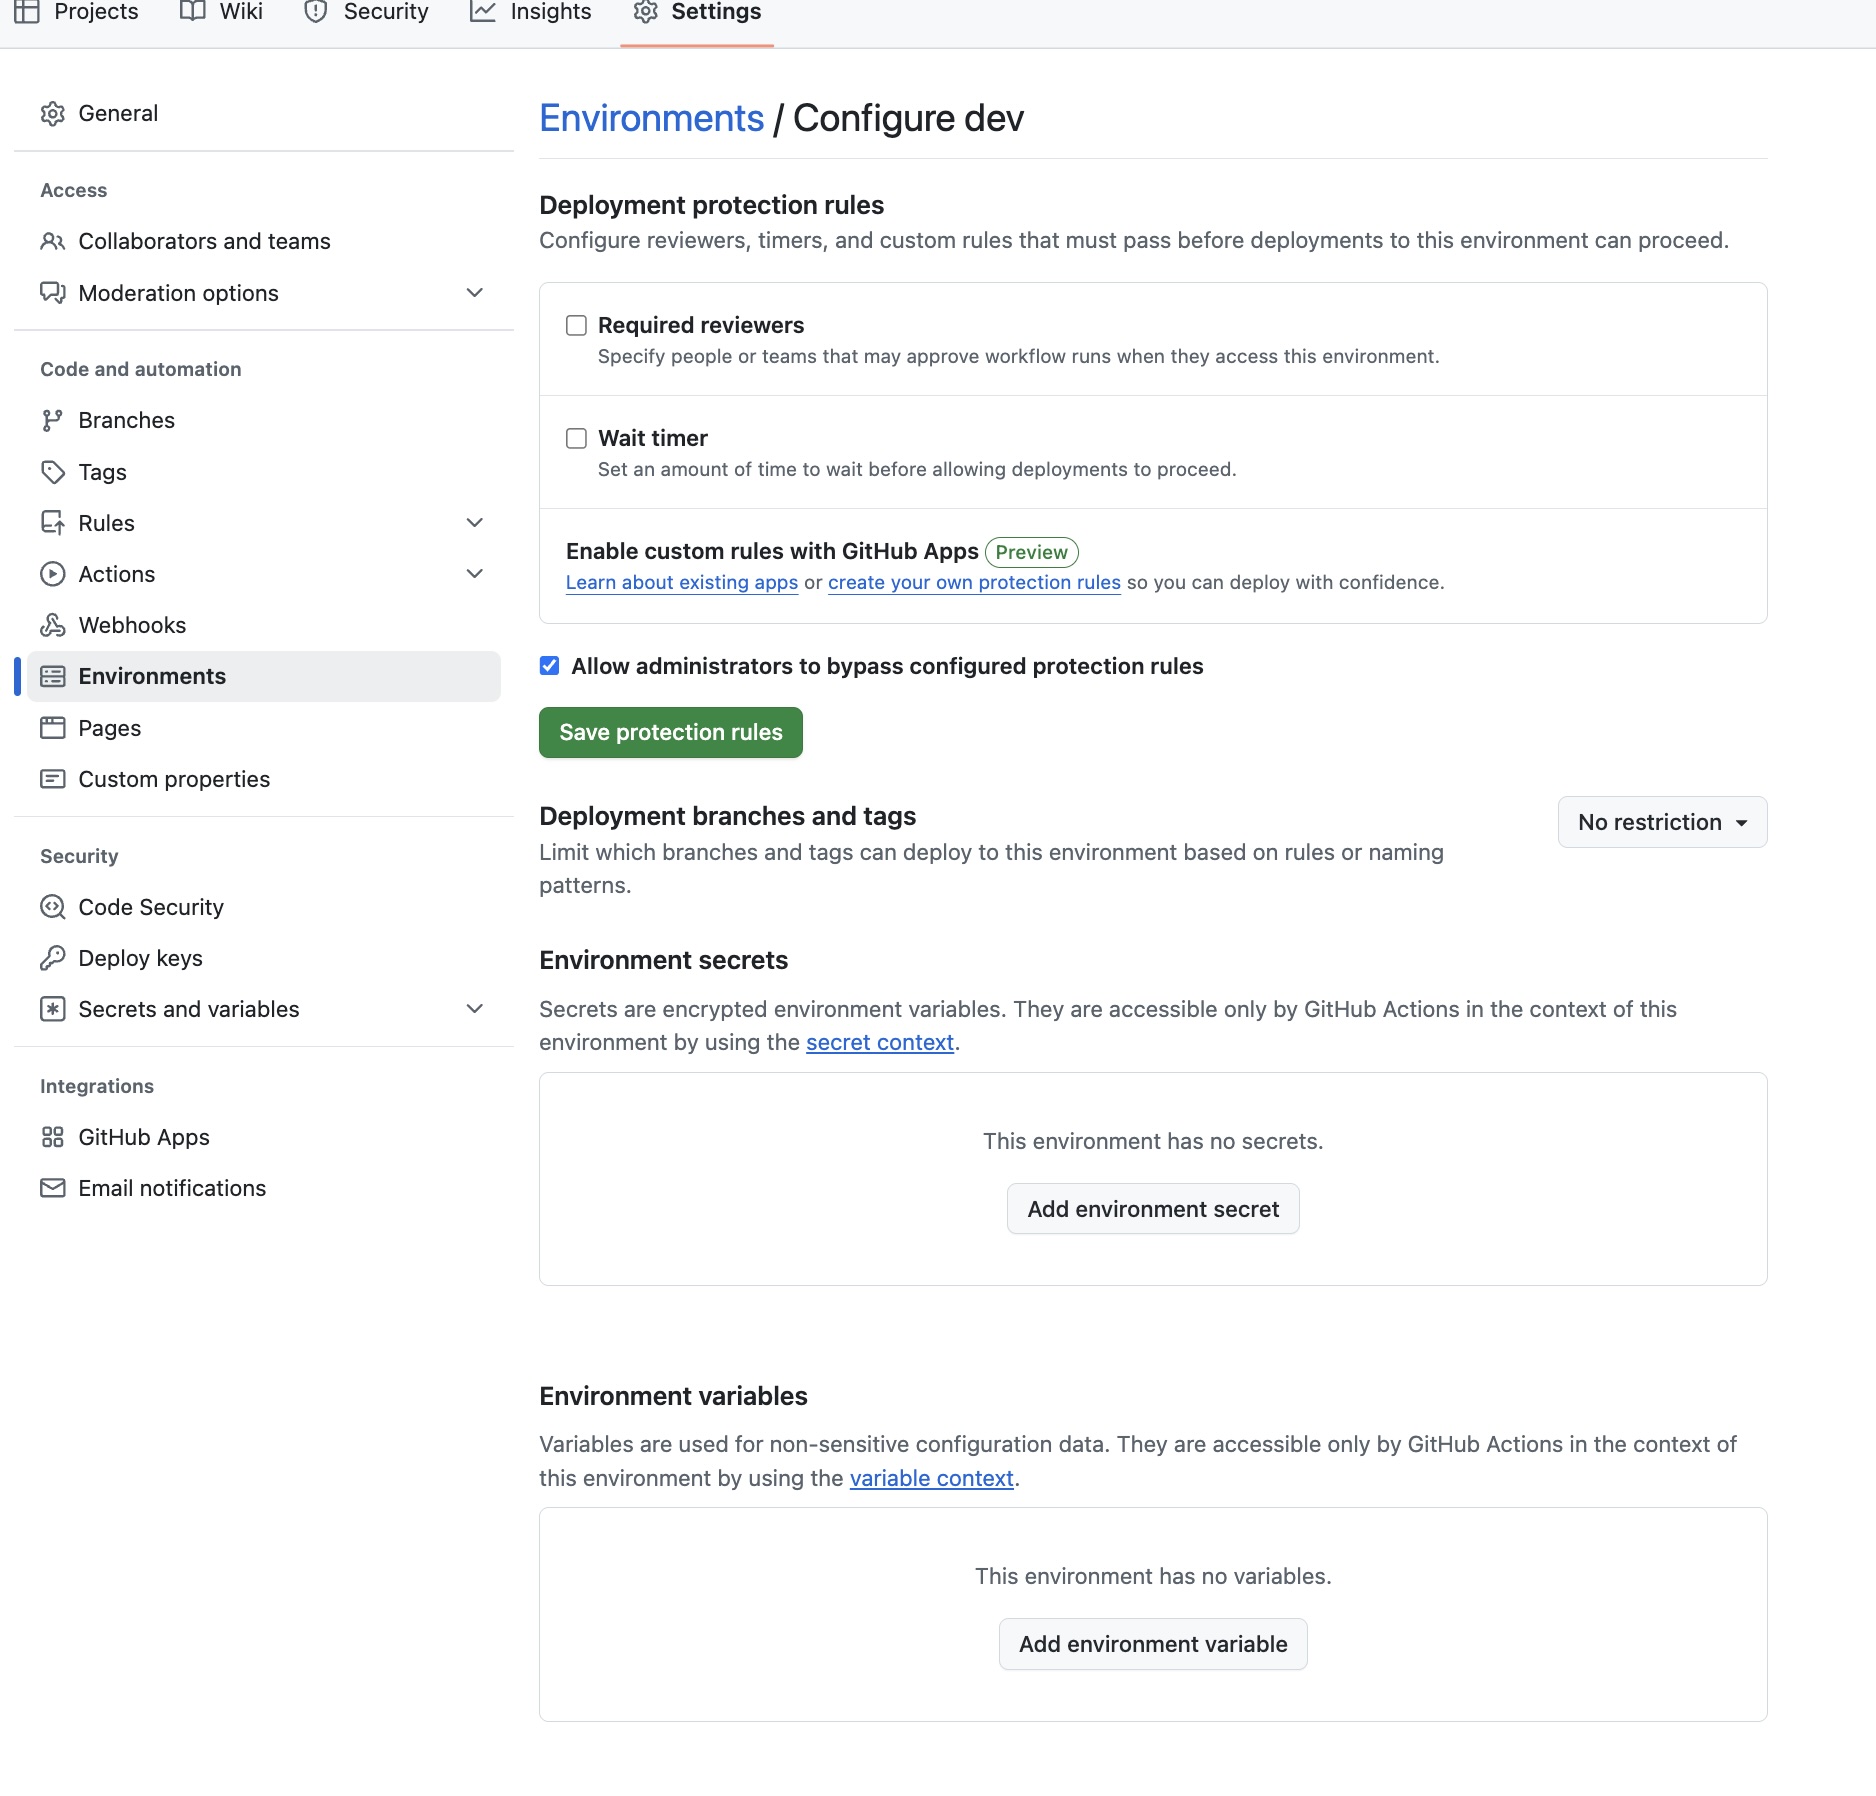 Projects
Wiki
Security
Insights
Settings
General
Access
Collaborators and teams
Moderation options
Code and automation
Branches
Tags
Rules
Actions
Webhooks
Environments
Pages
Custom properties
Security
Code Security
Deploy keys
Secrets and variables
Integrations
GitHub Apps
Email notifications
Environments / Configure dev
Deployment protection rules
Configure reviewers, timers, and custom rules that must pass before deployments to this environment can proceed.
Required reviewers
Specify people or teams that may approve workflow runs when they access this environment.
Wait timer
Set an amount of time to wait before allowing deployments to proceed.
Enable custom rules with GitHub Apps Preview
Learn about existing apps or create your own protection rules so you can deploy with confidence.
Allow administrators to bypass configured protection rules
Save protection rules
Deployment branches and tags
No restriction
Limit which branches and tags can deploy to this environment based on rules or naming
patterns.
Environment secrets
Secrets are encrypted environment variables. They are accessible only by GitHub Actions in the context of this
environment by using the secret context.
This environment has no secrets.
Add environment secret
Environment variables
Variables are used for non-sensitive configuration data. They are accessible only by GitHub Actions in the context of
this environment by using the variable context.
This environment has no variables.
Add environment variable